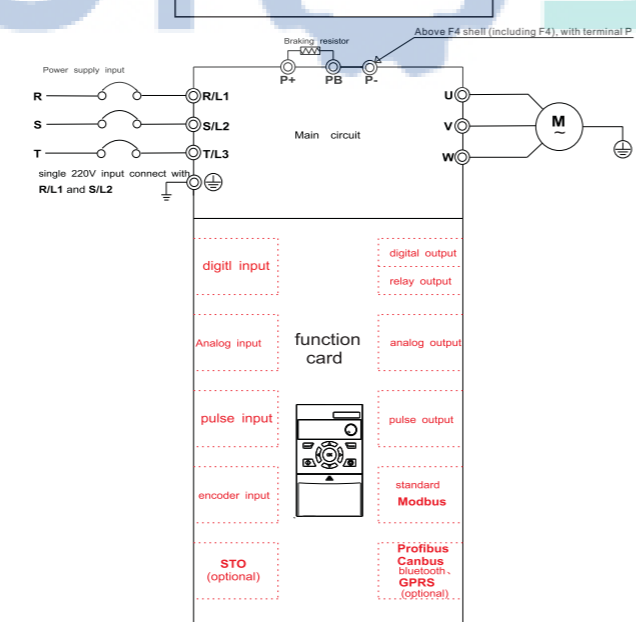 Above F4 shell (including F4), with terminal P
Braking resistor
P+ PB P-
Power supply input
R
R/L1
S
S/L2
T
T/L3
single 220V input connect with
R/L1 and S/L2
Main circuit
U
V
W
M
~
digitl input
digital output
relay output
Analog input
function
card
analog output
pulse input
pulse output
encoder input
standard
Modbus
STO
(optional)
Profibus
Canbus
bluetooth、
GPRS
(optional)